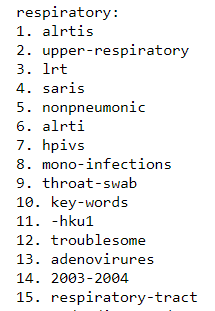 respiratory:
1. alrtis
2. upper-respiratory
3. lrt
4. saris
5. nonpneumonic
6. alrti
7. hpivs
8. mono-infections
9. throat-swab
10. key-words
11. -hku1
12. troublesome
13. adenovirures
14. 2003-2004
15. respiratory-tract